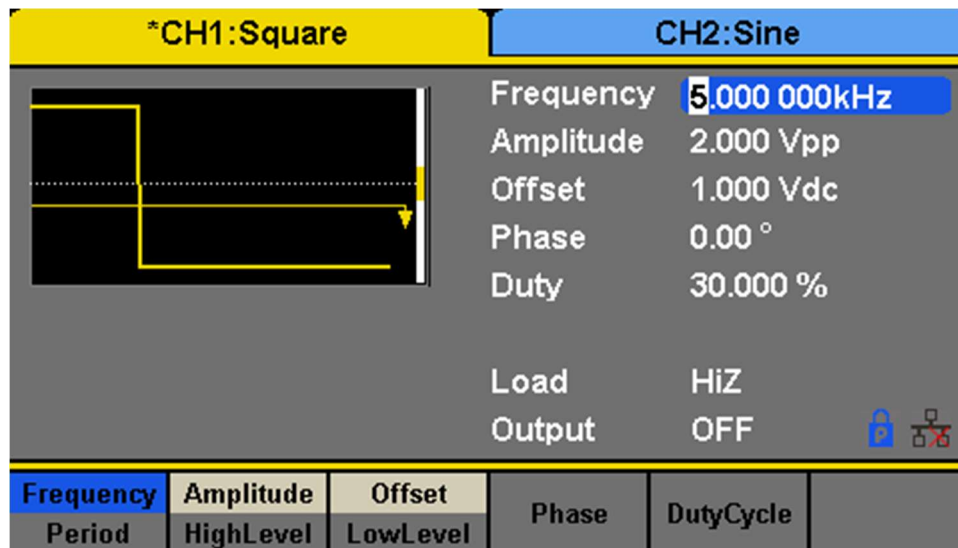 *CH1:Square CH2:Sine
Frequency 5.000 000kHz
Amplitude 2.000 Vpp
Offset 1.000 Vdc
Phase 0.00 °
Duty 30.000 %
Load HiZ
Output OFF
P
Frequency Amplitude Offset Phase DutyCycle
Period HighLevel LowLevel